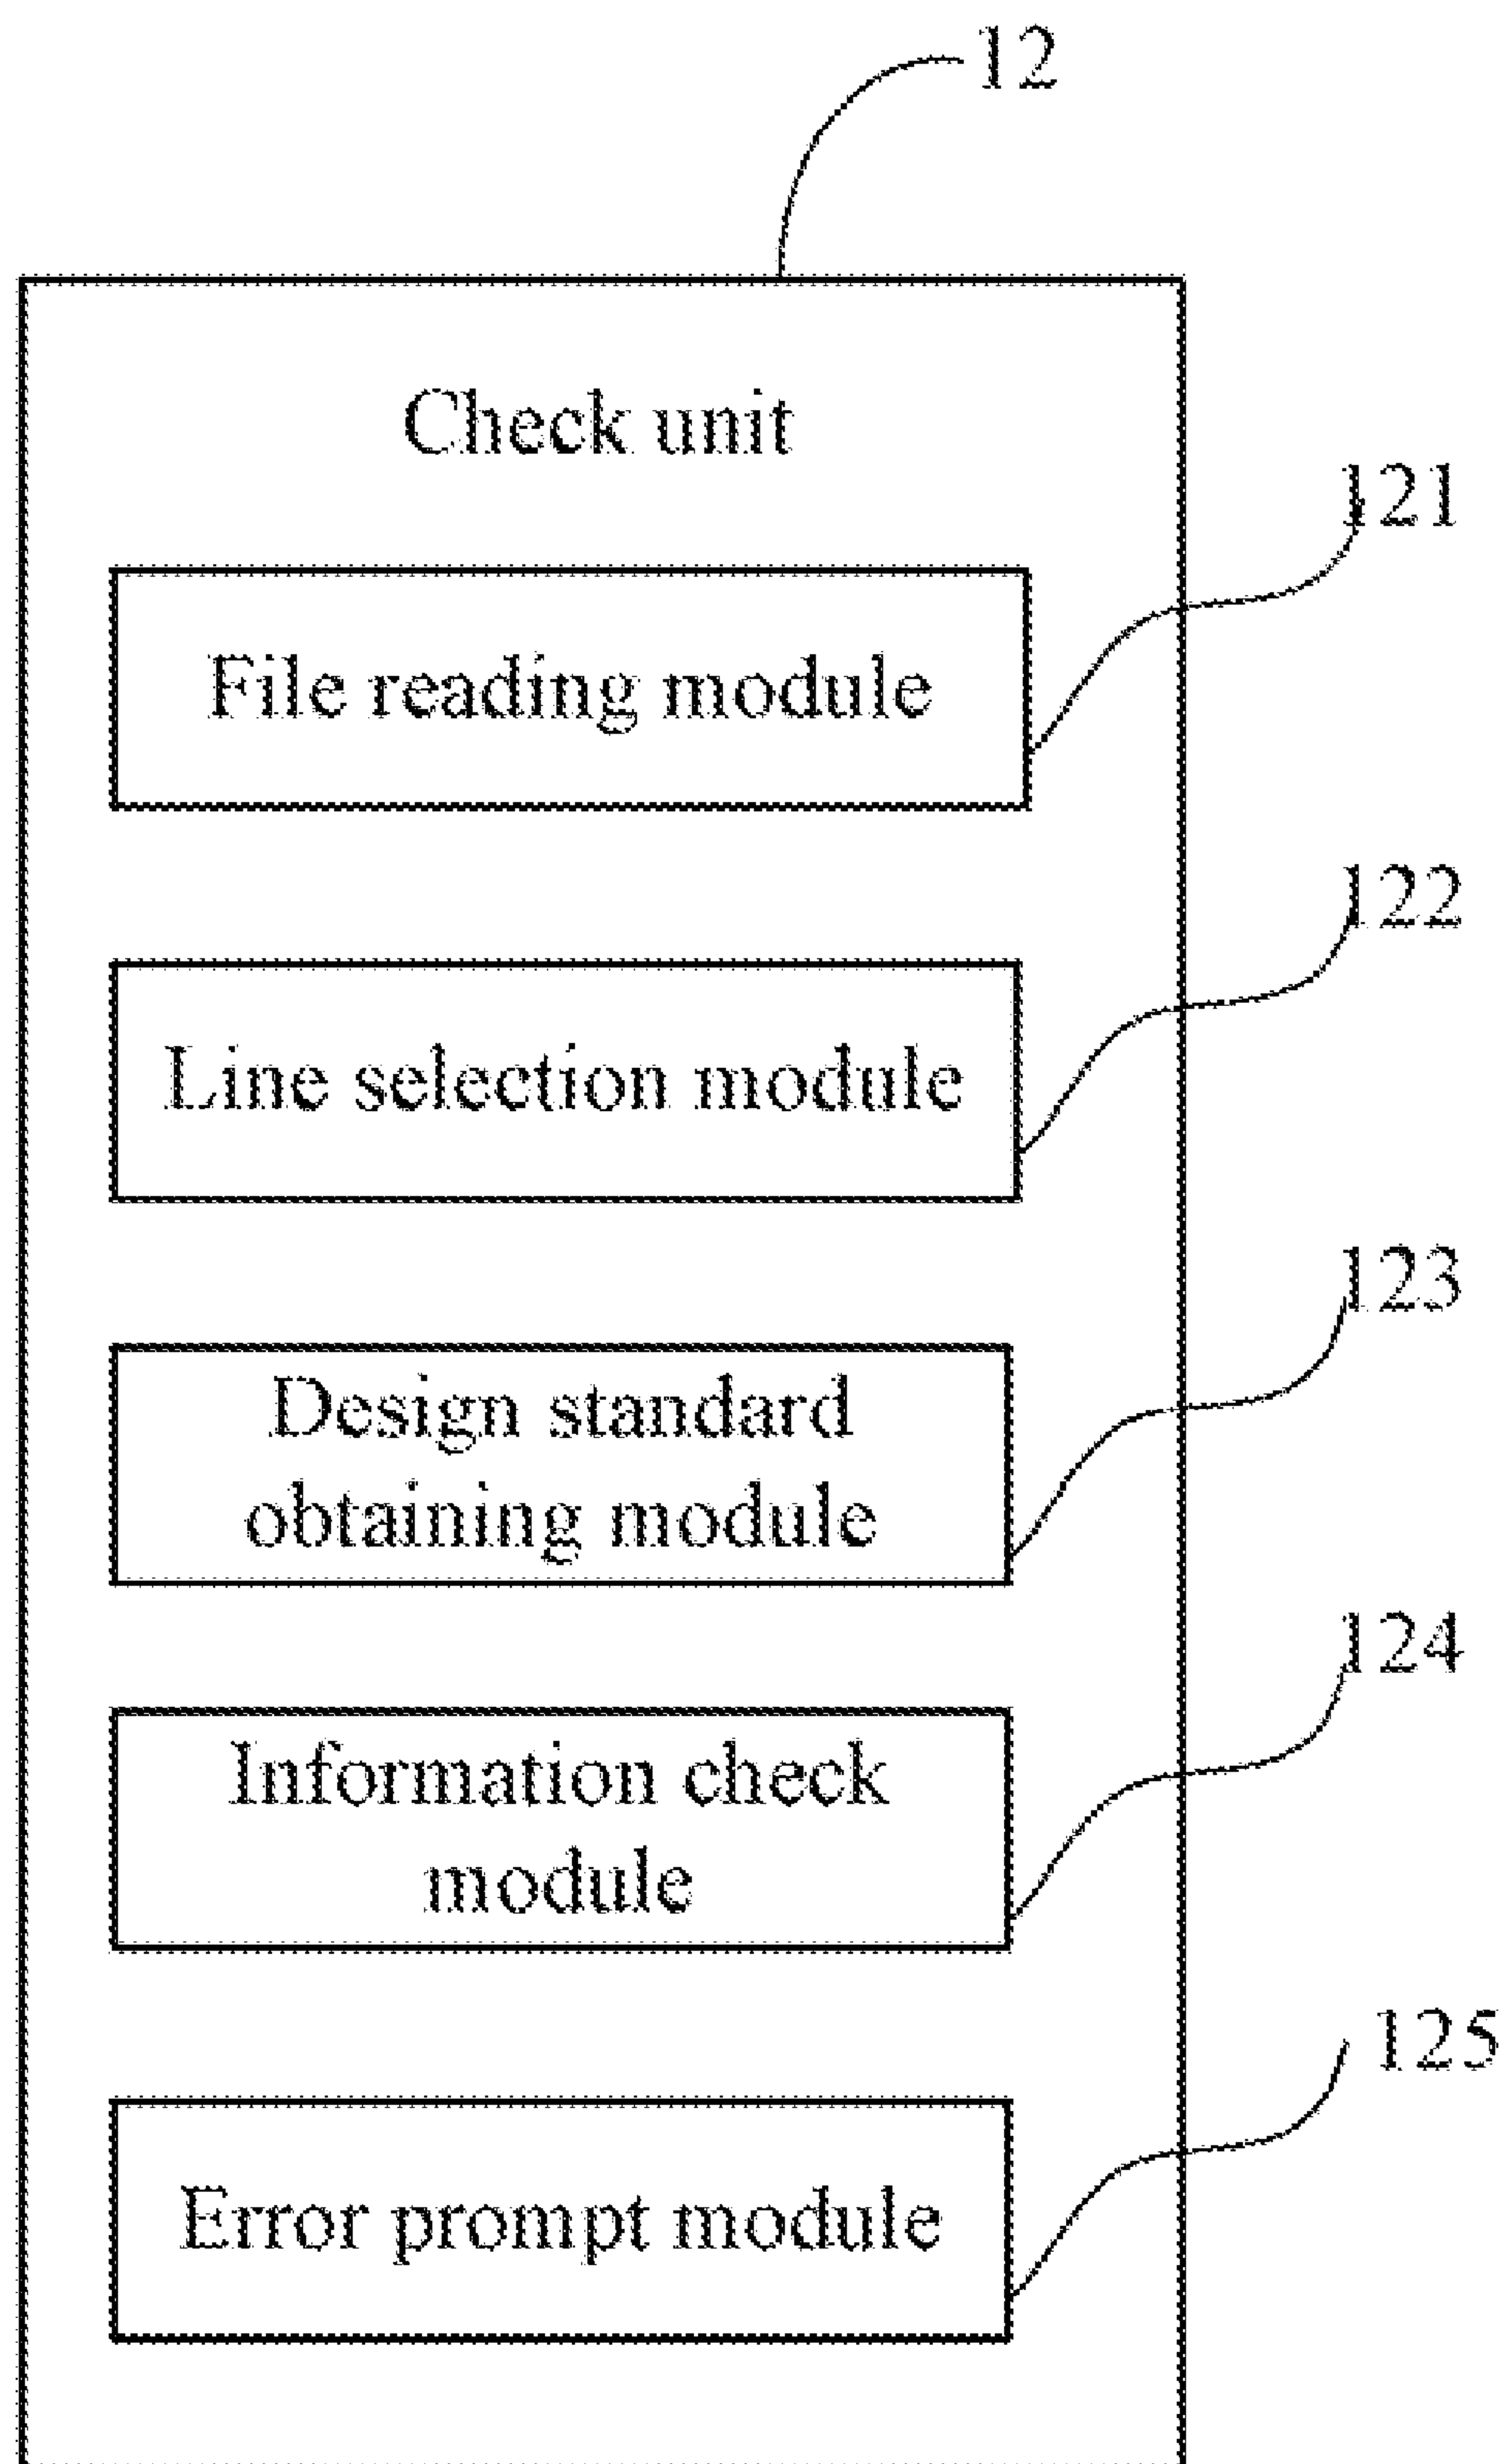 12
Check unit
121
File reading module
122
Line selection module
123
Design standard
obtaining module
124
Information check
module
125
Error prompt module